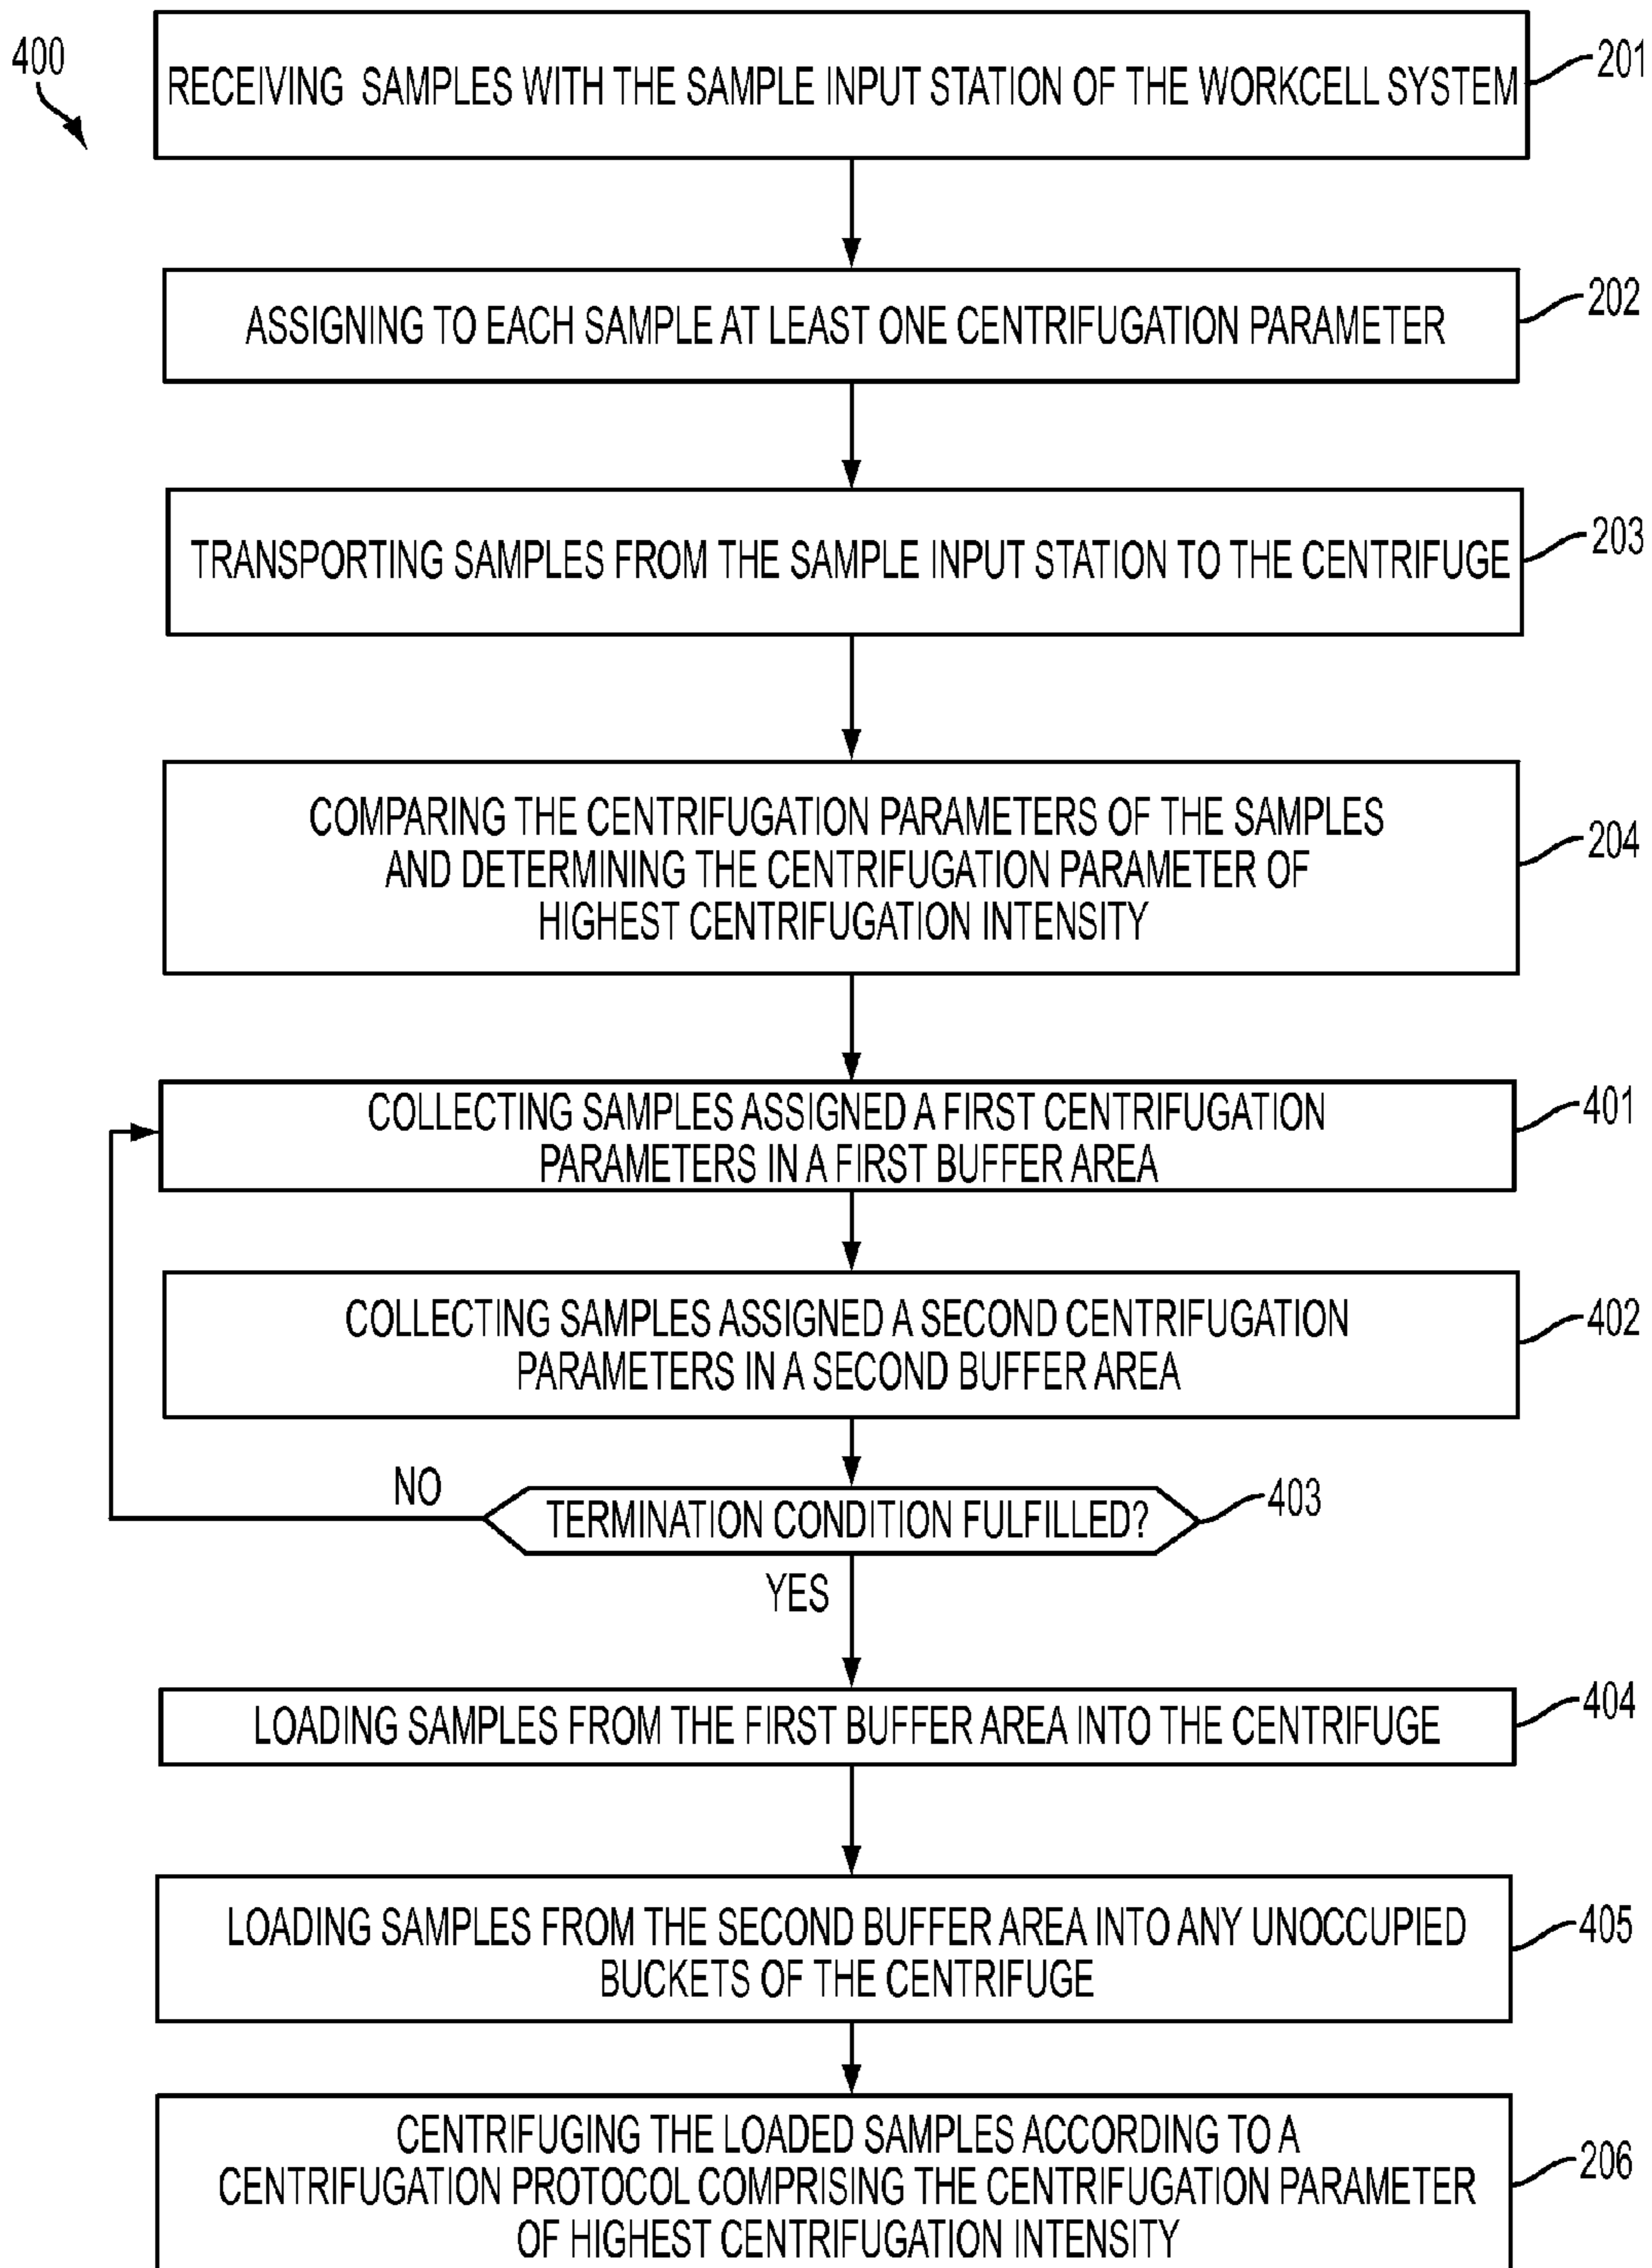 400
RECEIVING SAMPLES WITH THE SAMPLE INPUT STATION OF THE WORKCELL SYSTEM
201
ASSIGNING TO EACH SAMPLE AT LEAST ONE CENTRIFUGATION PARAMETER
202
TRANSPORTING SAMPLES FROM THE SAMPLE INPUT STATION TO THE CENTRIFUGE
203
COMPARING THE CENTRIFUGATION PARAMETERS OF THE SAMPLES
AND DETERMINING THE CENTRIFUGATION PARAMETER OF
HIGHEST CENTRIFUGATION INTENSITY
204
COLLECTING SAMPLES ASSIGNED A FIRST CENTRIFUGATION
PARAMETERS IN A FIRST BUFFER AREA
401
COLLECTING SAMPLES ASSIGNED A SECOND CENTRIFUGATION
PARAMETERS IN A SECOND BUFFER AREA
402
NO
TERMINATION CONDITION FULFILLED?
403
YES
LOADING SAMPLES FROM THE FIRST BUFFER AREA INTO THE CENTRIFUGE
404
LOADING SAMPLES FROM THE SECOND BUFFER AREA INTO ANY UNOCCUPIED
BUCKETS OF THE CENTRIFUGE
405
CENTRIFUGING THE LOADED SAMPLES ACCORDING TO A
CENTRIFUGATION PROTOCOL COMPRISING THE CENTRIFUGATION PARAMETER
OF HIGHEST CENTRIFUGATION INTENSITY
206